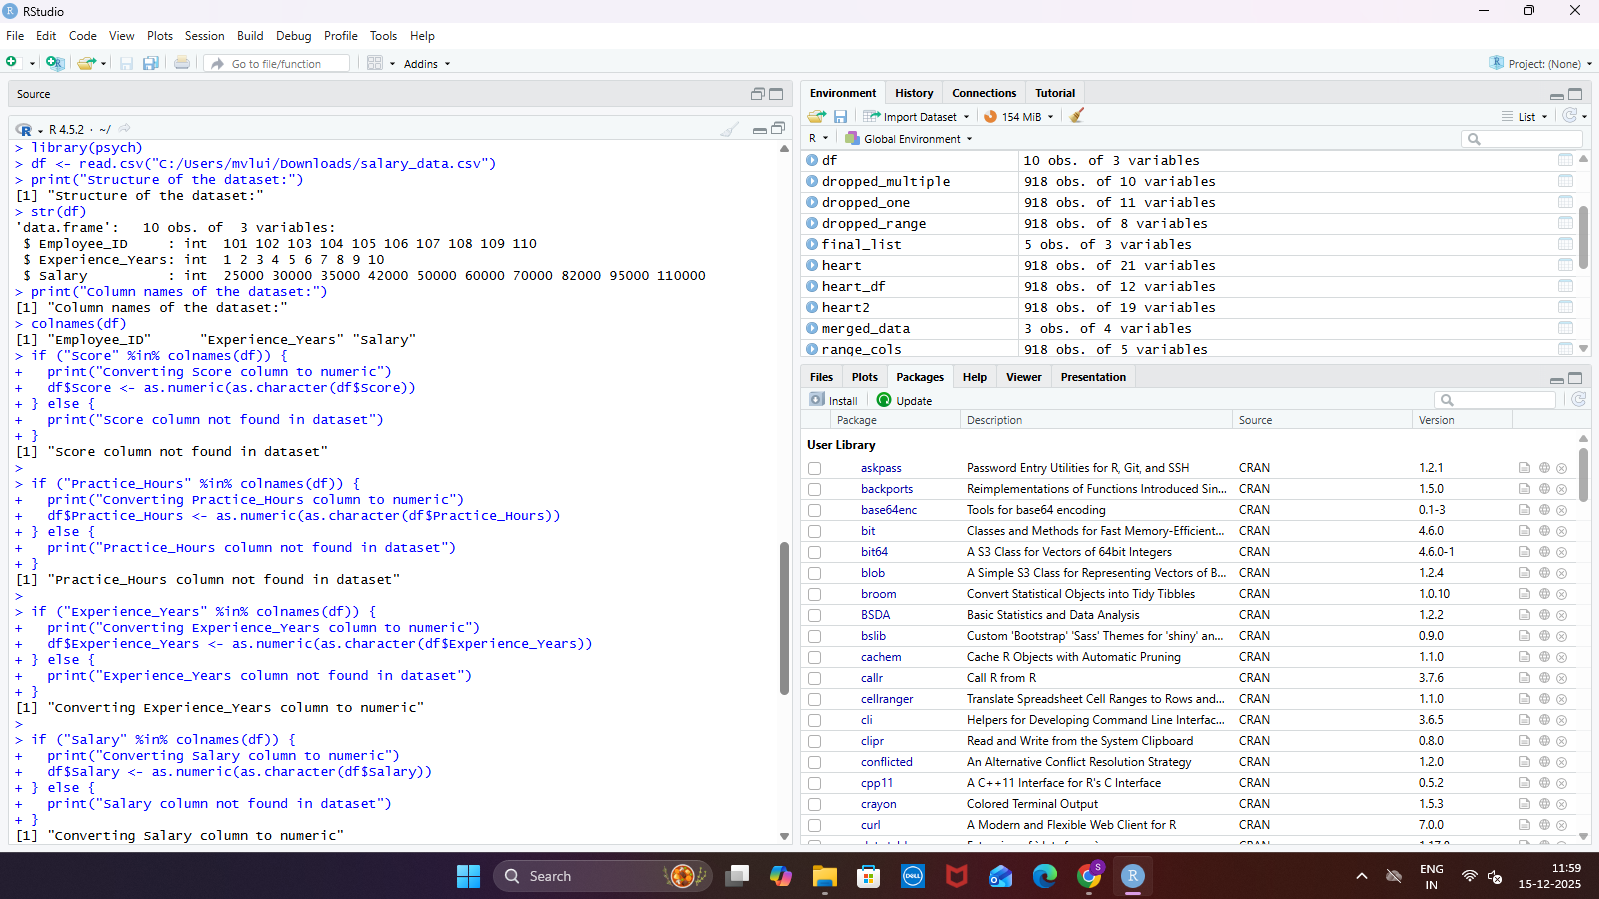 RStudio
File Edit Code View Plots Session Build Debug Profile Tools Help
Go to file/function Addins Project: (None)
Source
R 4.5.2 · ~/
> library(psych)
> df <- read.csv("C:/Users/mvlui/Downloads/salary_data.csv")
> print("Structure of the dataset:")
[1] "Structure of the dataset:"
> str(df)
'data.frame':   10 obs. of  3 variables:
 $ Employee_ID     : int  101 102 103 104 105 106 107 108 109 110
 $ Experience_Years: int  1 2 3 4 5 6 7 8 9 10
 $ Salary          : int  25000 30000 35000 42000 50000 60000 70000 82000 95000 110000
> print("Column names of the dataset:")
[1] "Column names of the dataset:"
> colnames(df)
[1] "Employee_ID"      "Experience_Years" "Salary"
> if ("Score" %in% colnames(df)) {
+   print("Converting Score column to numeric")
+   df$Score <- as.numeric(as.character(df$Score))
+ } else {
+   print("Score column not found in dataset")
+ }
[1] "Score column not found in dataset"
>
> if ("Practice_Hours" %in% colnames(df)) {
+   print("Converting Practice_Hours column to numeric")
+   df$Practice_Hours <- as.numeric(as.character(df$Practice_Hours))
+ } else {
+   print("Practice_Hours column not found in dataset")
+ }
[1] "Practice_Hours column not found in dataset"
>
> if ("Experience_Years" %in% colnames(df)) {
+   print("Converting Experience_Years column to numeric")
+   df$Experience_Years <- as.numeric(as.character(df$Experience_Years))
+ } else {
+   print("Experience_Years column not found in dataset")
+ }
[1] "Converting Experience_Years column to numeric"
>
> if ("Salary" %in% colnames(df)) {
+   print("Converting Salary column to numeric")
+   df$Salary <- as.numeric(as.character(df$Salary))
+ } else {
+   print("Salary column not found in dataset")
+ }
[1] "Converting Salary column to numeric"
Environment History Connections Tutorial
Import Dataset 154 MiB List
R Global Environment
df 10 obs. of 3 variables
dropped_multiple 918 obs. of 10 variables
dropped_one 918 obs. of 11 variables
dropped_range 918 obs. of 8 variables
final_list 5 obs. of 3 variables
heart 918 obs. of 21 variables
heart_df 918 obs. of 12 variables
heart2 918 obs. of 19 variables
merged_data 3 obs. of 4 variables
range_cols 918 obs. of 5 variables
Files Plots Packages Help Viewer Presentation
Install Update
Package Description Source Version
User Library
askpass Password Entry Utilities for R, Git, and SSH CRAN 1.2.1
backports Reimplementations of Functions Introduced Sin... CRAN 1.5.0
base64enc Tools for base64 encoding CRAN 0.1-3
bit Classes and Methods for Fast Memory-Efficient... CRAN 4.6.0
bit64 A S3 Class for Vectors of 64bit Integers CRAN 4.6.0-1
blob A Simple S3 Class for Representing Vectors of B... CRAN 1.2.4
broom Convert Statistical Objects into Tidy Tibbles CRAN 1.0.10
BSDA Basic Statistics and Data Analysis CRAN 1.2.2
bslib Custom 'Bootstrap' 'Sass' Themes for 'shiny' an... CRAN 0.9.0
cachem Cache R Objects with Automatic Pruning CRAN 1.1.0
callr Call R from R CRAN 3.7.6
cellranger Translate Spreadsheet Cell Ranges to Rows and... CRAN 1.1.0
cli Helpers for Developing Command Line Interfac... CRAN 3.6.5
clipr Read and Write from the System Clipboard CRAN 0.8.0
conflicted An Alternative Conflict Resolution Strategy CRAN 1.2.0
cpp11 A C++11 Interface for R's C Interface CRAN 0.5.2
crayon Colored Terminal Output CRAN 1.5.3
curl A Modern and Flexible Web Client for R CRAN 7.0.0
Search
DELL
S
R
ENG
IN
11:59
15-12-2025